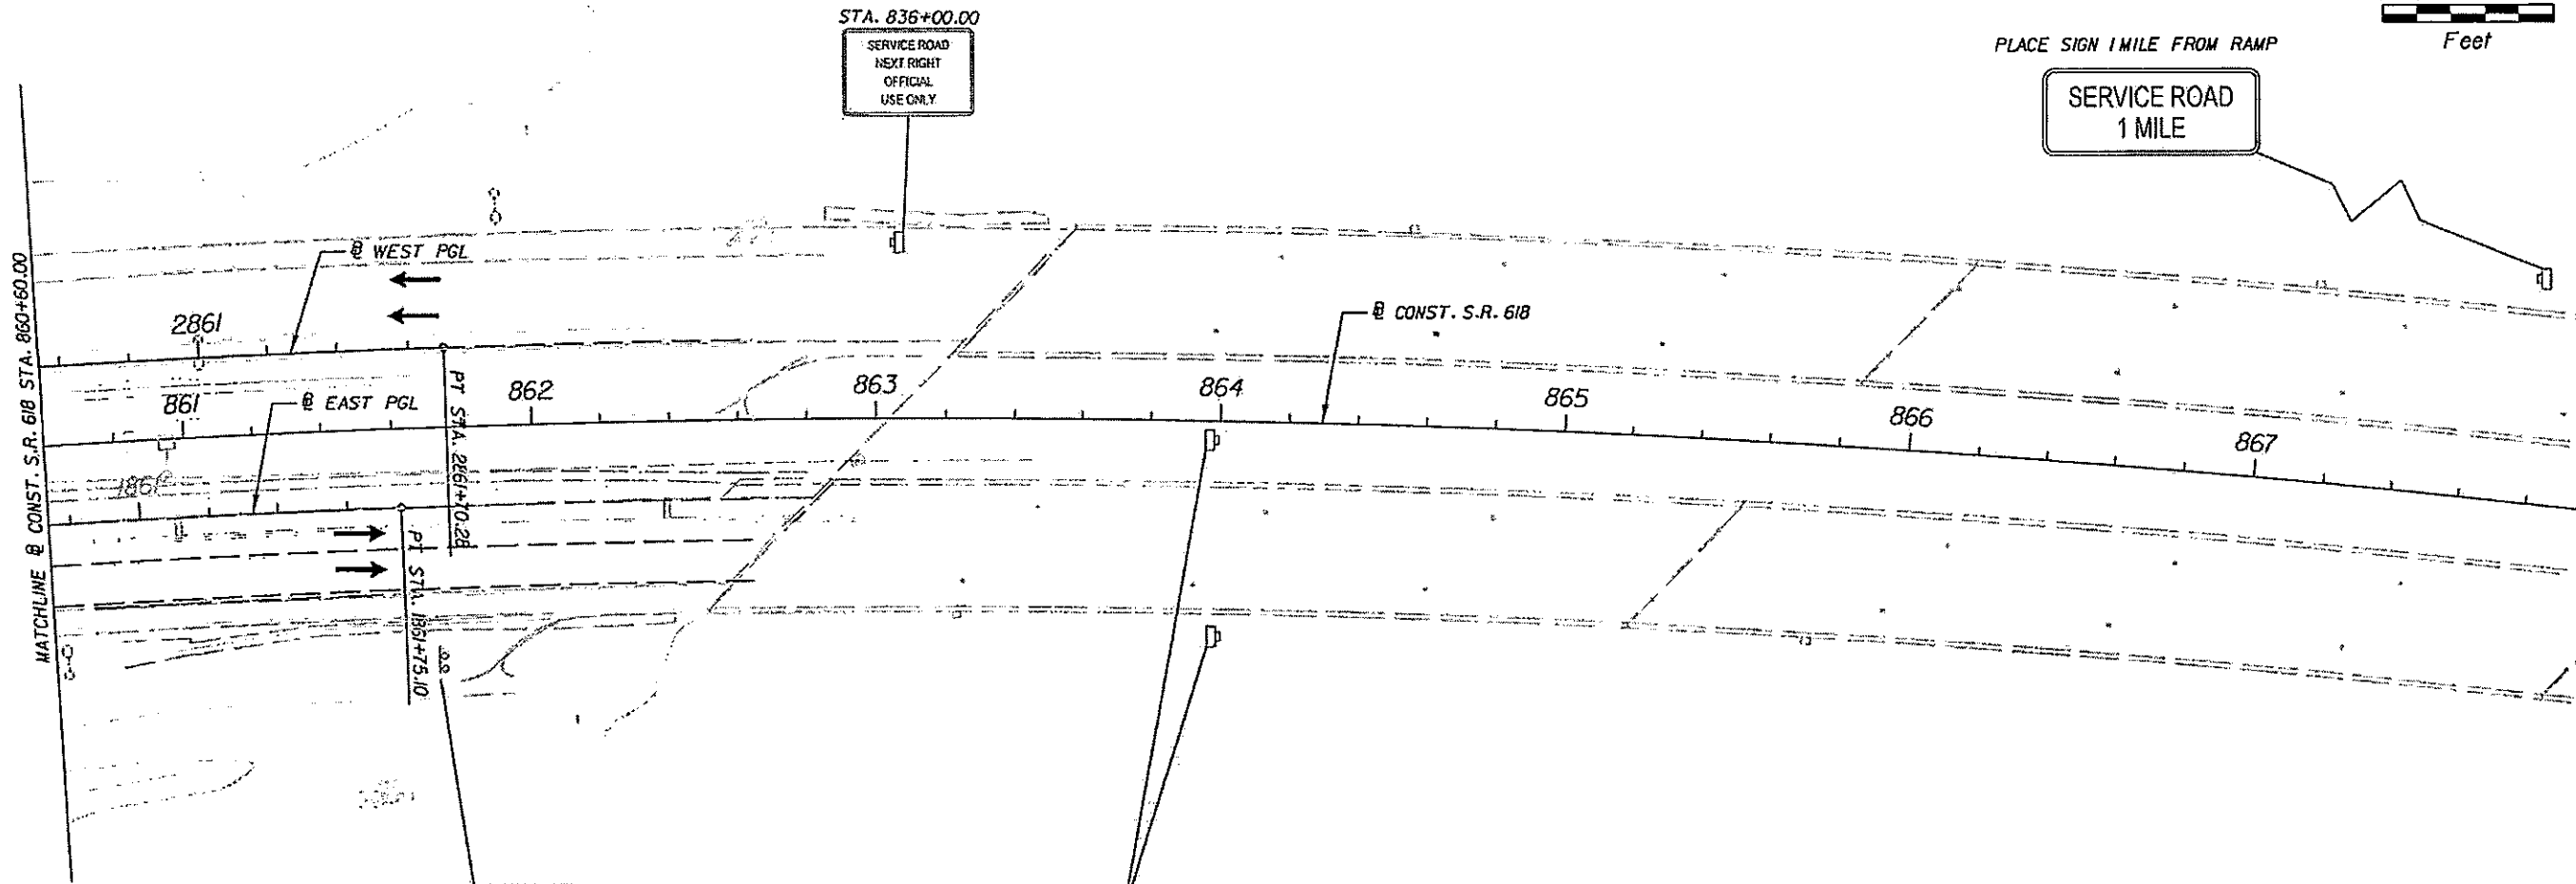 STA. 836+00.00
SERVICE ROAD
NEXT RIGHT
OFFICIAL
USE ONLY
Feet
PLACE SIGN 1 MILE FROM RAMP
SERVICE ROAD
1 MILE
MATCHLINE ℄ CONST. S.R. 618 STA. 860+60.00
℄ WEST PGL
2861
℄ CONST. S.R. 618
861
℄ EAST PGL
862
863
864
865
866
867
1861
PT STA. 2861+70.28
PT STA. 1861+75.10